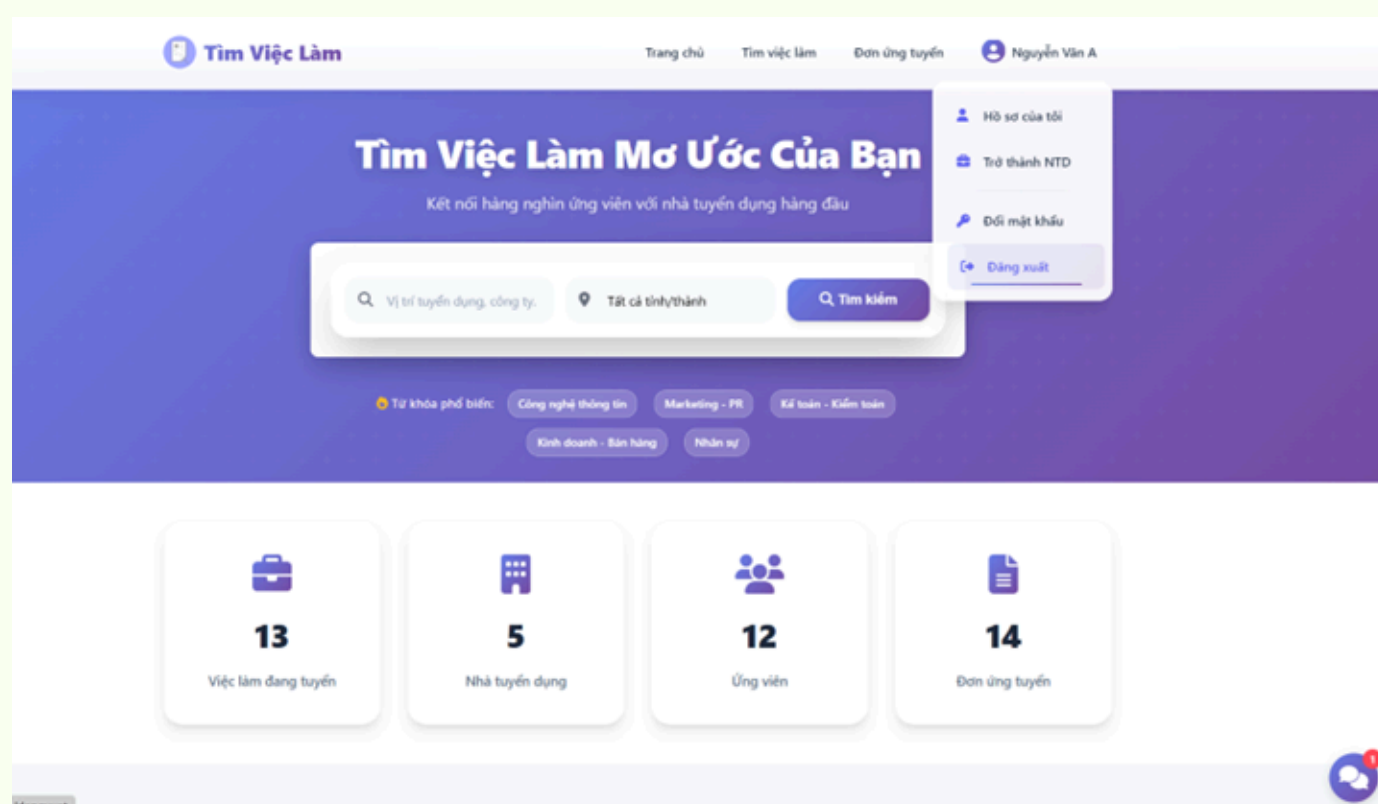 Tìm Việc Làm
Trang chủ Tìm việc làm Đơn ứng tuyển Nguyễn Văn A
Hồ sơ của tôi
Trở thành NTD
Đổi mật khẩu
Đăng xuất
Tìm Việc Làm Mơ Ước Của Bạn
Kết nối hàng nghìn ứng viên với nhà tuyển dụng hàng đầu
Vị trí tuyển dụng, công ty. Tất cả tỉnh/thành Tìm kiếm
Từ khóa phổ biến: Công nghệ thông tin Marketing - PR Kế toán - Kiểm toán
Kinh doanh - Bán hàng Nhân sự
13 5 12 14
Việc làm đang tuyển Nhà tuyển dụng Ứng viên Đơn ứng tuyển
1